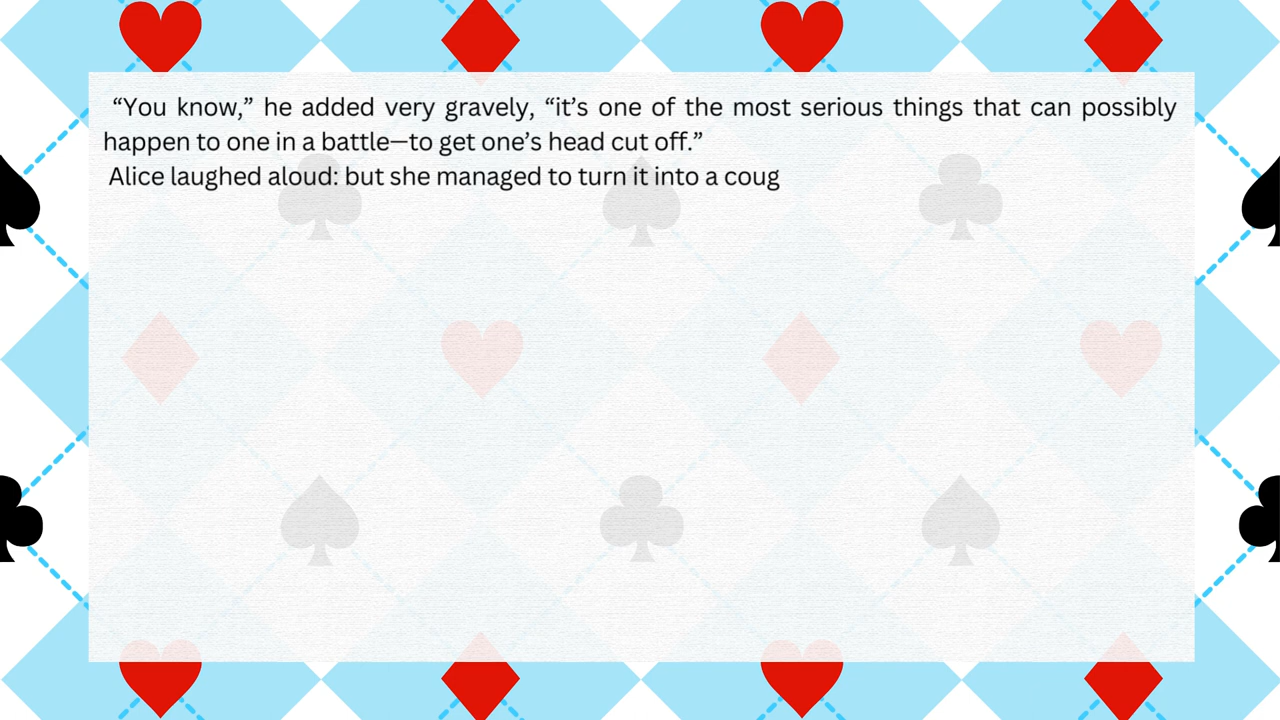 “You know,” he added very gravely, “it’s one of the most serious things that can possibly
happen to one in a battle—to get one’s head cut off.”
Alice laughed aloud: but she managed to turn it into a coug